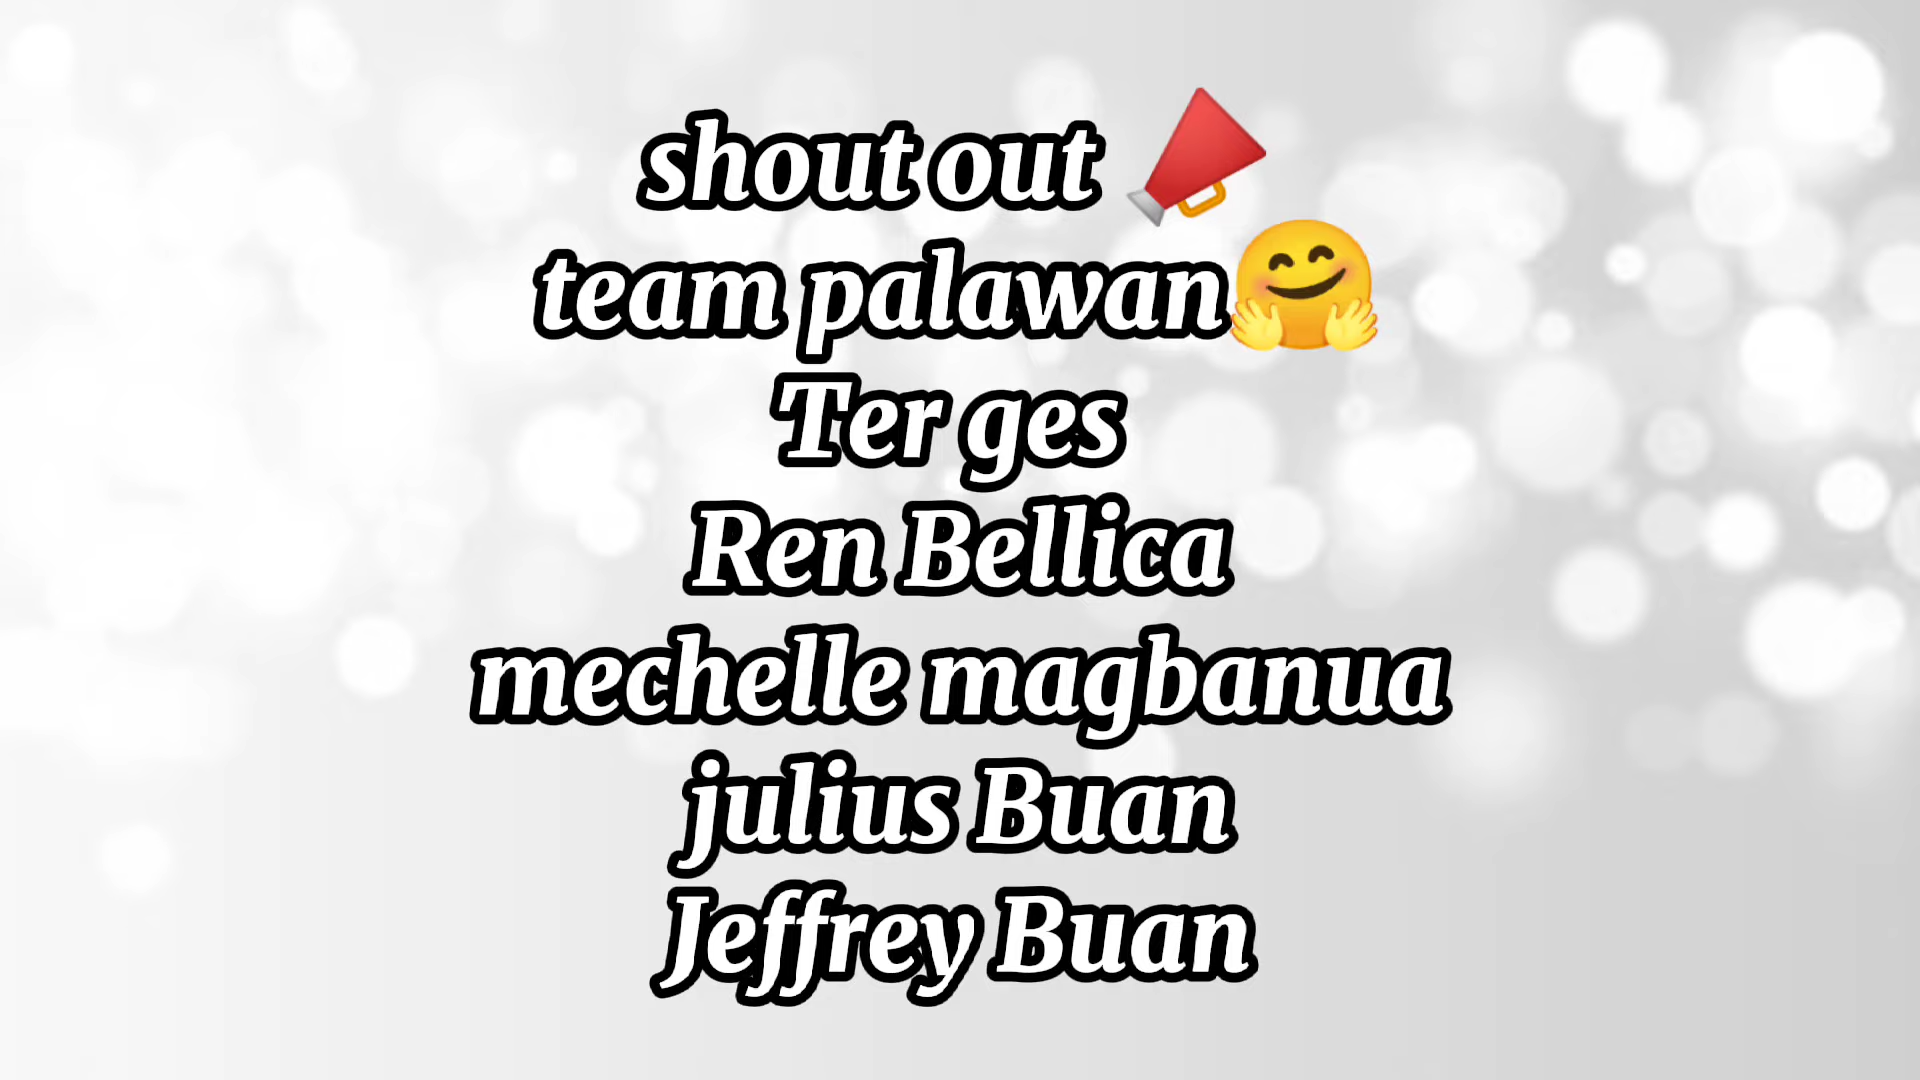 shout out 📣
team palawan🤗
Ter ges
Ren Bellica
mechelle magbanua
julius Buan
Jeffrey Buan